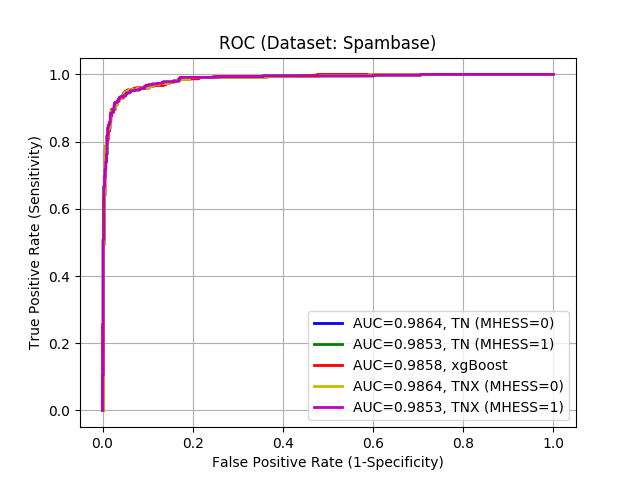 ROC (Dataset: Spambase)
True Positive Rate (Sensitivity)
1.0
0.8
0.6
0.4
0.2
0.0
AUC=0.9864, TN (MHESS=0)
AUC=0.9853, TN (MHESS=1)
AUC=0.9858, xgBoost
AUC=0.9864, TNX (MHESS=0)
AUC=0.9853, TNX (MHESS=1)
0.0 0.2 0.4 0.6 0.8 1.0
False Positive Rate (1-Specificity)